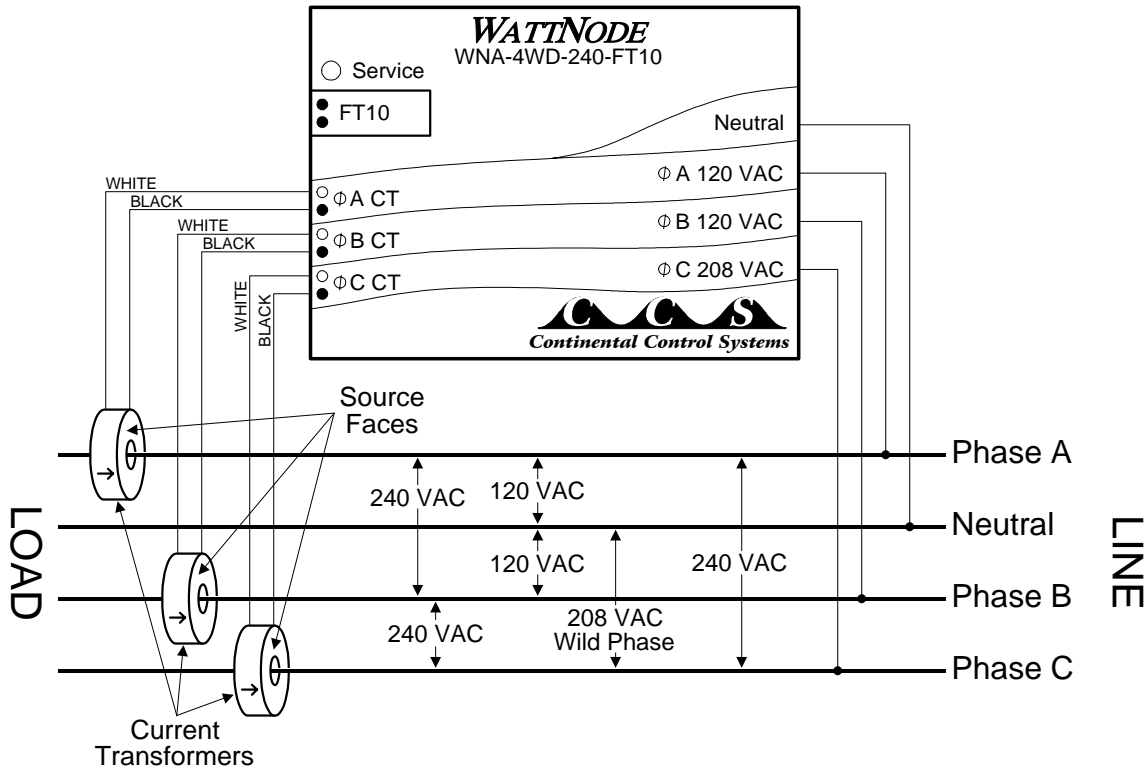 WATTNODE
WNA-4WD-240-FT10
Service
FT10
Neutral
Φ A 120 VAC
Φ B 120 VAC
Φ C 208 VAC
WHITE
BLACK
Φ A CT
WHITE
BLACK
Φ B CT
WHITE
BLACK
Φ C CT
CCS
Continental Control Systems
Source
Faces
Phase A
240 VAC
120 VAC
Neutral
LOAD
LINE
120 VAC
240 VAC
Phase B
240 VAC
208 VAC
Wild Phase
Phase C
Current
Transformers